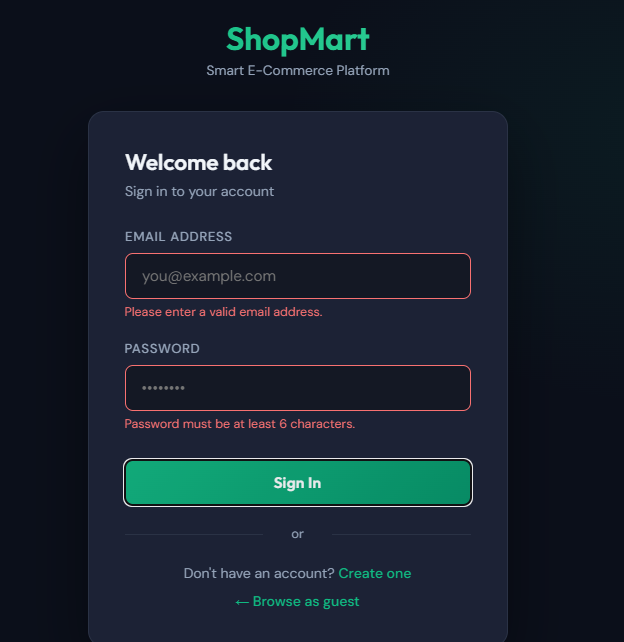 ShopMart
Smart E-Commerce Platform
Welcome back
Sign in to your account
EMAIL ADDRESS
you@example.com
Please enter a valid email address.
PASSWORD
••••••••
Password must be at least 6 characters.
Sign In
or
Don't have an account? Create one
← Browse as guest